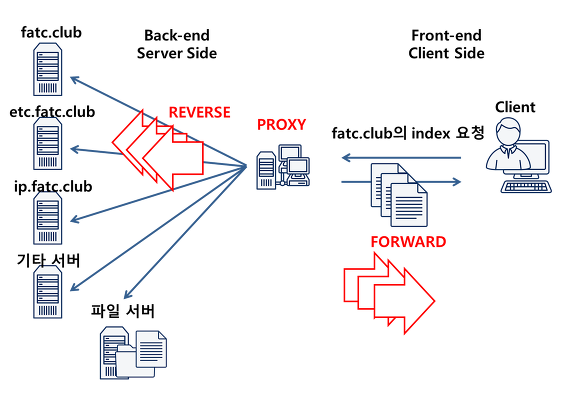 fatc.club
Back-end
Server Side
Front-end
Client Side
etc.fatc.club
REVERSE
PROXY
Client
fatc.club의 index 요청
ip.fatc.club
기타 서버
FORWARD
파일 서버